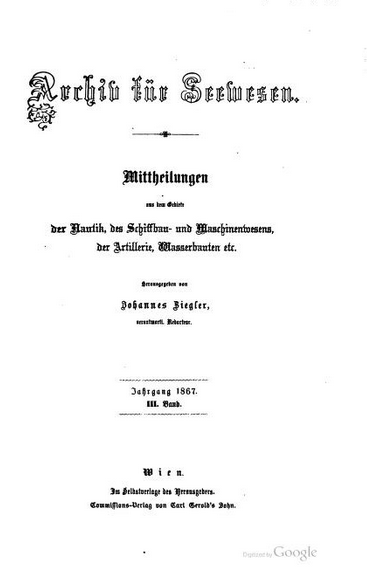 Archiv für Seewesen.
Mittheilungen
aus dem Gebiete
der Nautik, des Schiffbau- und Maschinenwesens,
der Artillerie, Wasserbauten etc.
Herausgegeben von
Johannes Ziegler,
verantwortl. Redacteur.
Jahrgang 1867.
III. Band.
Wien.
Im Selbstverlage des Herausgebers.
Commissions-Verlag von Carl Gerold's Sohn.
Digitized by Google